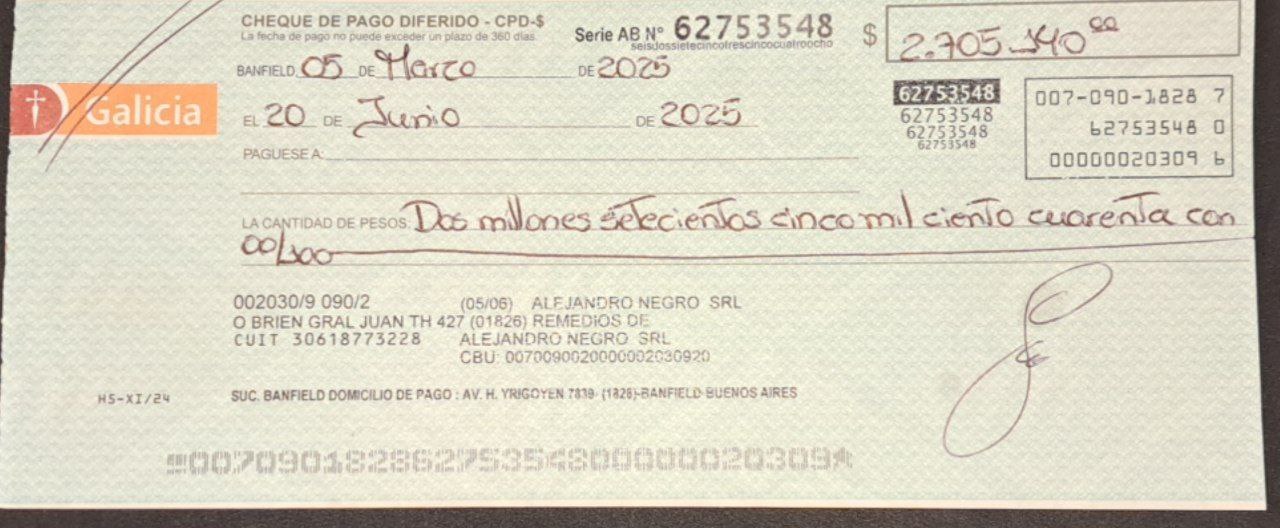 CHEQUE DE PAGO DIFERIDO - CPD-$
La fecha de pago no puede exceder un plazo de 360 días.
Serie AB Nº 62753548
seisdossietecincotrescincocuatroocho
$ 2.705.140 00
BANFIELD, 05 DE Marzo DE 2025
Galicia
EL 20 DE Junio DE 2025
62753548
62753548
62753548
62753548
007-090-1828 7
62753548 0
00000020309 6
PAGUESE A:
LA CANTIDAD DE PESOS: Dos millones setecientos cinco mil ciento cuarenta con
00/100
002030/9 090/2 (05/06) ALEJANDRO NEGRO SRL
O BRIEN GRAL JUAN TH 427 (01826) REMEDIOS DE
CUIT 30618773228 ALEJANDRO NEGRO SRL
CBU: 0070090020000002030920
HS-XI/24
SUC. BANFIELD DOMICILIO DE PAGO : AV. H. YRIGOYEN 7839- (1828)-BANFIELD-BUENOS AIRES
00709018286275354800000020309